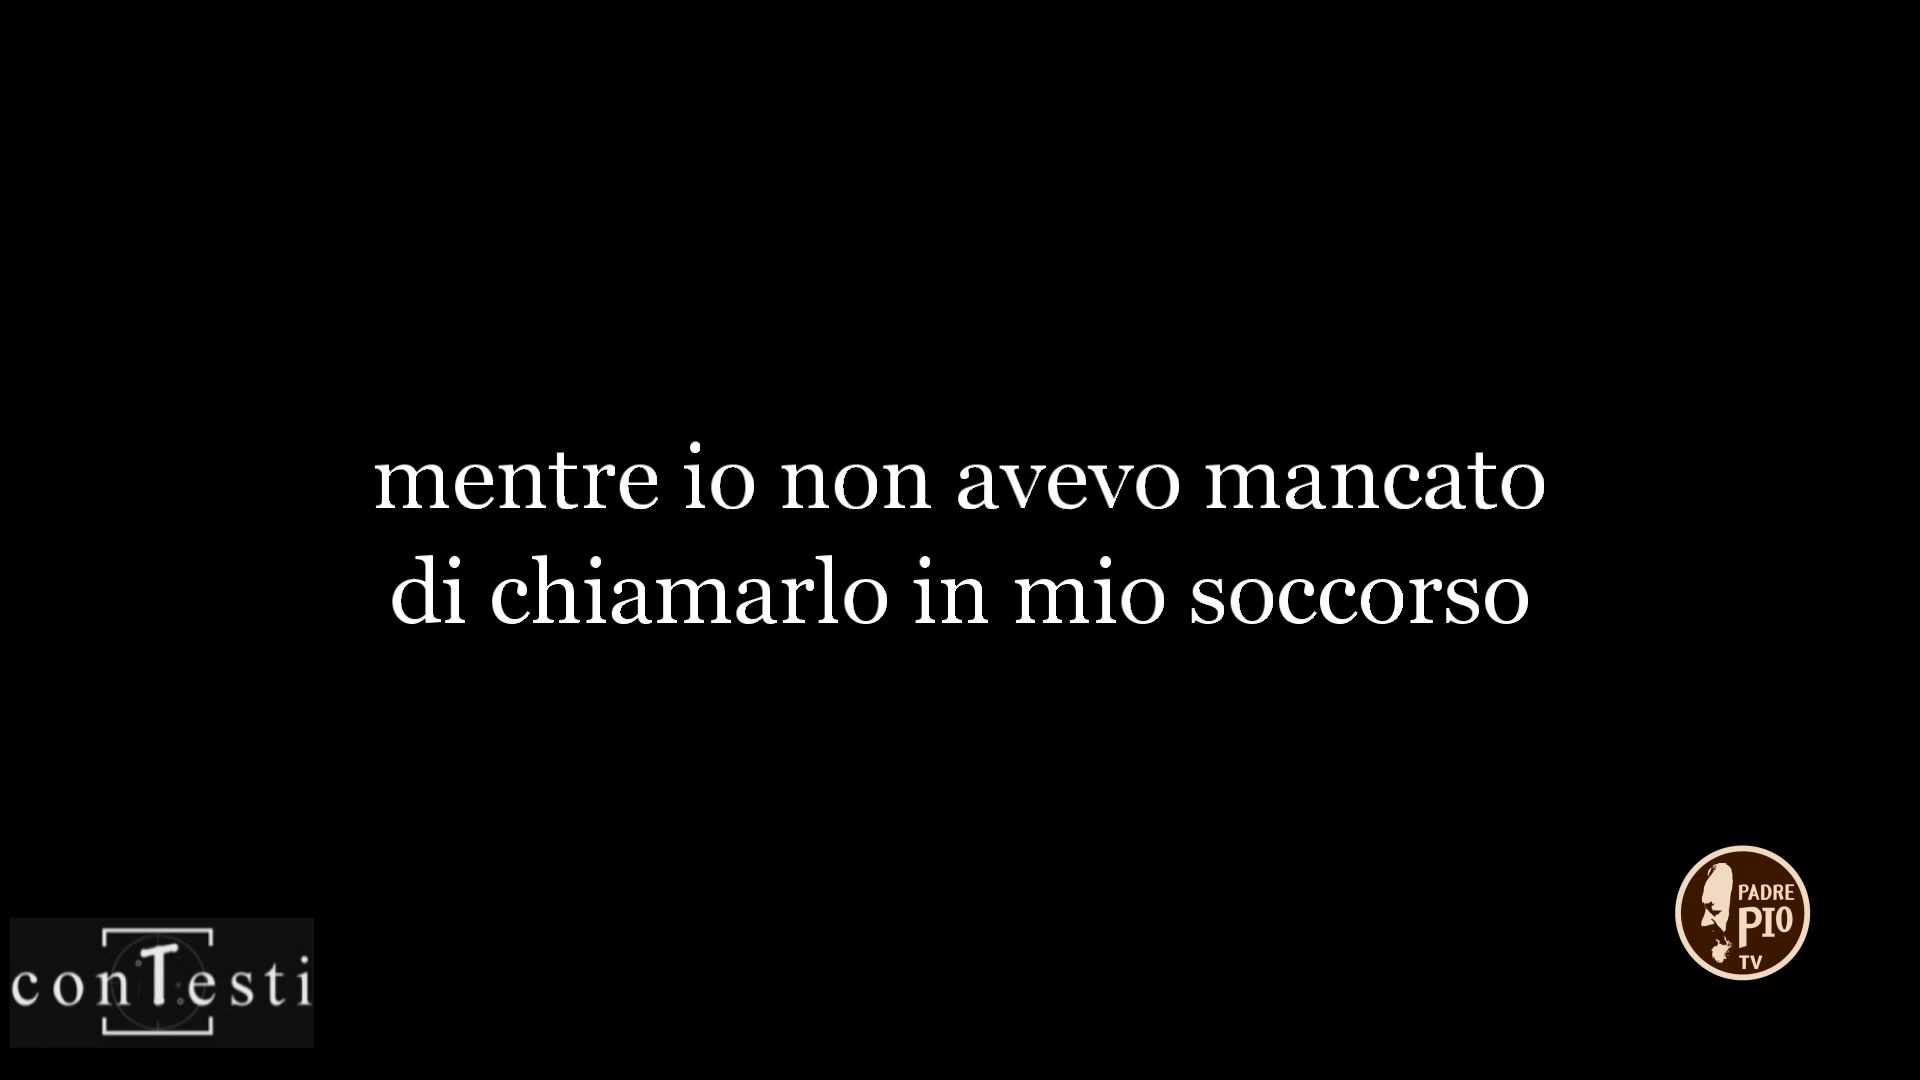 mentre io non avevo mancato
di chiamarlo in mio soccorso
PADRE
PIO
TV
conTesti